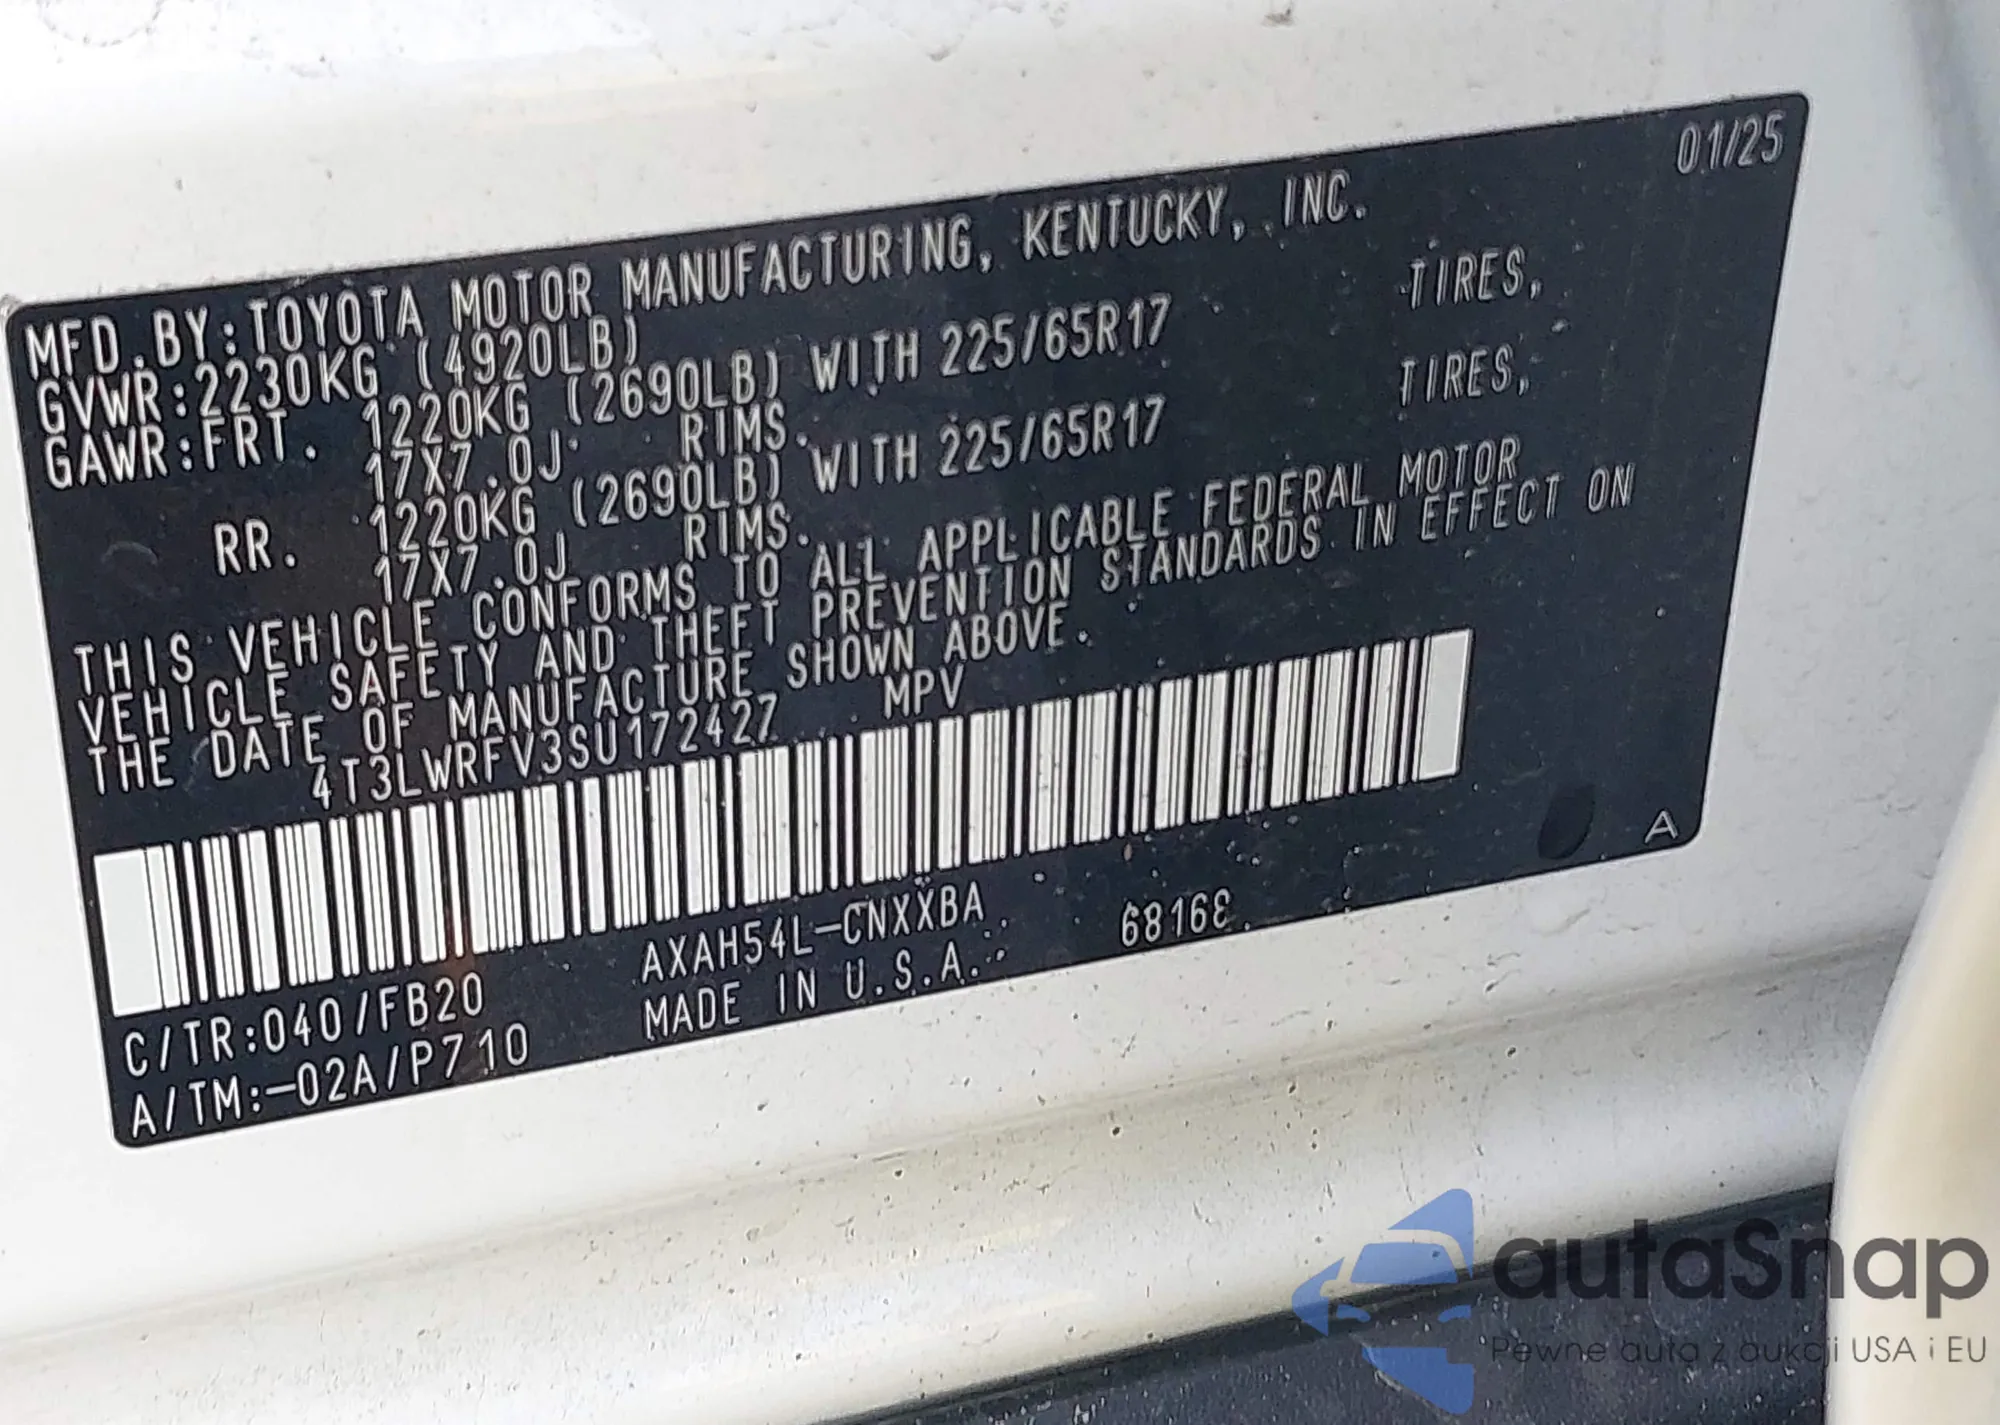 01/25
MFD.BY:TOYOTA MOTOR MANUFACTURING, KENTUCKY, INC.
GVWR:2230KG (4920LB)
GAWR:FRT. 1220KG (2690LB) WITH 225/65R17 TIRES,
17X7.0J RIMS.
RR. 1220KG (2690LB) WITH 225/65R17 TIRES,
17X7.0J RIMS.
THIS VEHICLE CONFORMS TO ALL APPLICABLE FEDERAL MOTOR
VEHICLE SAFETY AND THEFT PREVENTION STANDARDS IN EFFECT ON
THE DATE OF MANUFACTURE SHOWN ABOVE.
4T3LWRFV3SU172427 MPV
A
C/TR:040/FB20 AXAH54L-CNXXBA 68168
A/TM:-02A/P710 MADE IN U.S.A.
autaSnap
Pewne auta z aukcji USA i EU